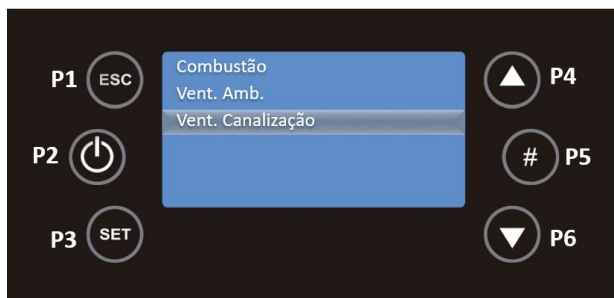 P1 ESC
Combustão
Vent. Amb.
Vent. Canalização
P4
P2
# P5
P3 SET
P6